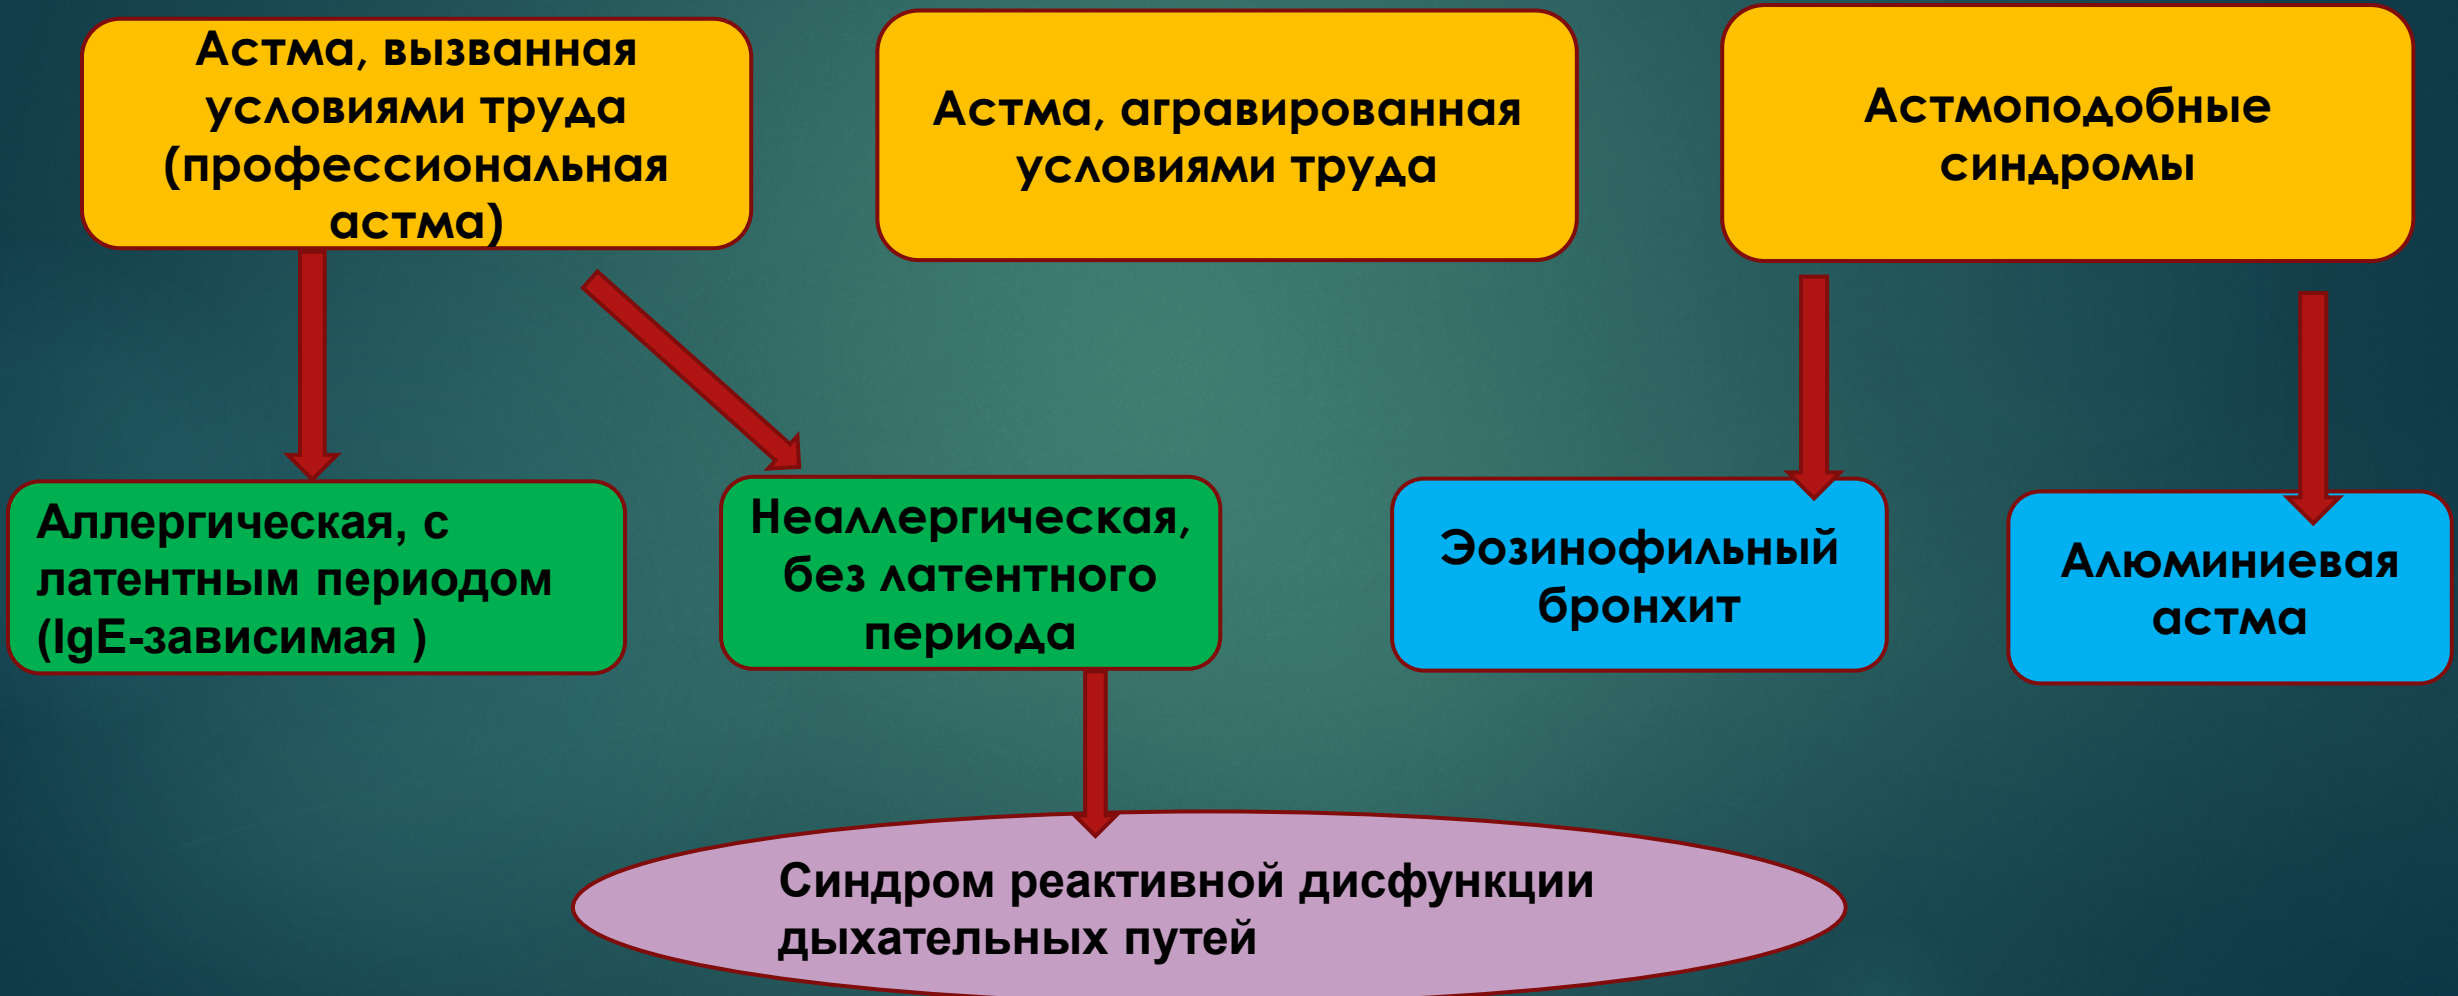 Астма, вызванная
условиями труда
(профессиональная
астма)
Астма, агравированная
условиями труда
Астмоподобные
синдромы
Аллергическая, с
латентным периодом
(IgE-зависимая )
Неаллергическая,
без латентного
периода
Эозинофильный
бронхит
Алюминиевая
астма
Синдром реактивной дисфункции
дыхательных путей